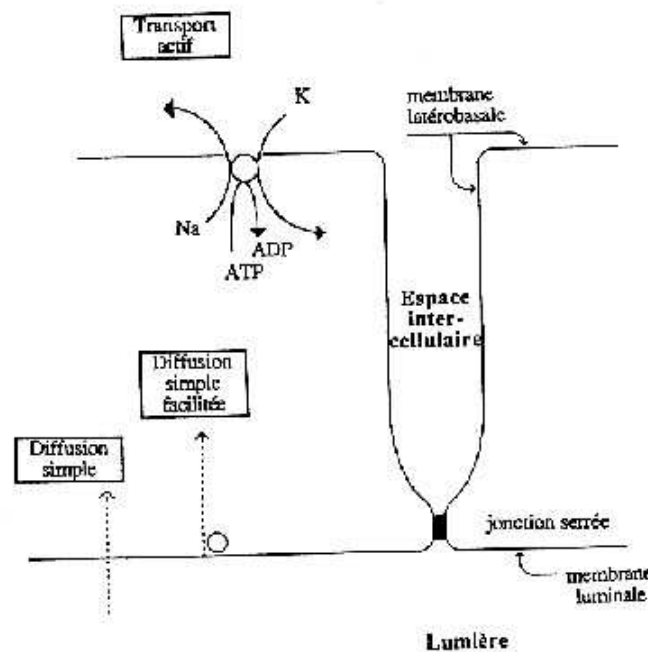 Transport
actif
K
membrane
latérobasale
Na
ADP
ATP
Espace
inter-
cellulaire
Diffusion
simple
facilitée
Diffusion
simple
jonction serrée
membrane
luminale
Lumière